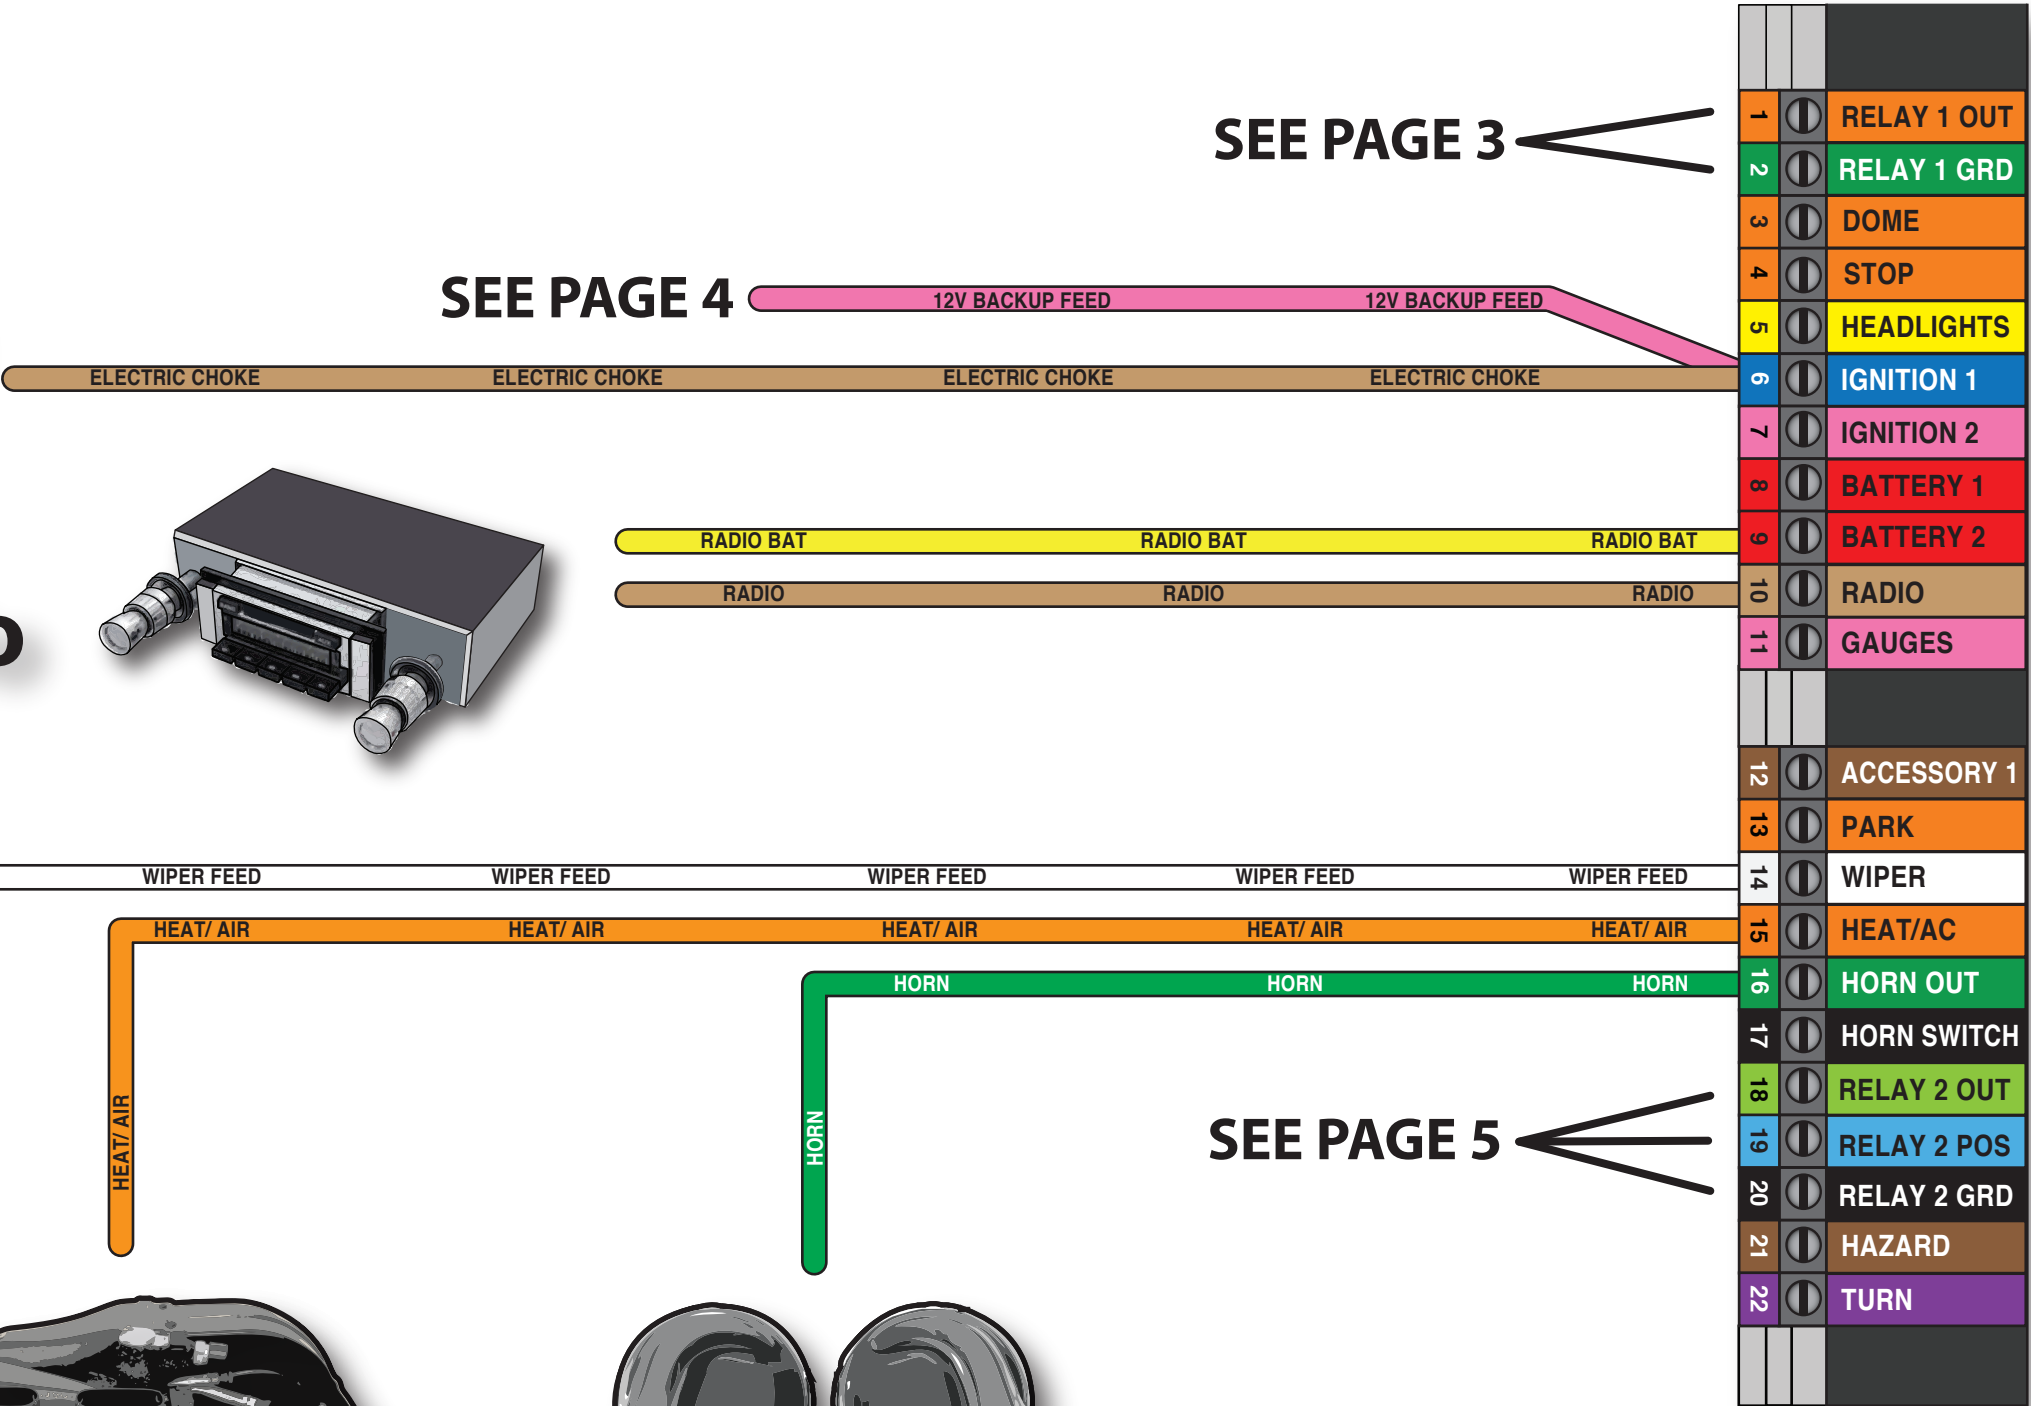 1 RELAY 1 OUT
SEE PAGE 3
2 RELAY 1 GRD
3 DOME
4 STOP
SEE PAGE 4 12V BACKUP FEED 12V BACKUP FEED
5 HEADLIGHTS
ELECTRIC CHOKE ELECTRIC CHOKE ELECTRIC CHOKE ELECTRIC CHOKE 6 IGNITION 1
7 IGNITION 2
8 BATTERY 1
RADIO BAT RADIO BAT RADIO BAT 9 BATTERY 2
RADIO RADIO RADIO 10 RADIO
11 GAUGES
12 ACCESSORY 1
13 PARK
WIPER FEED WIPER FEED WIPER FEED WIPER FEED WIPER FEED 14 WIPER
HEAT/ AIR HEAT/ AIR HEAT/ AIR HEAT/ AIR HEAT/ AIR 15 HEAT/AC
HORN HORN HORN 16 HORN OUT
17 HORN SWITCH
18 RELAY 2 OUT
HEAT/ AIR
HORN
SEE PAGE 5
19 RELAY 2 POS
20 RELAY 2 GRD
21 HAZARD
22 TURN